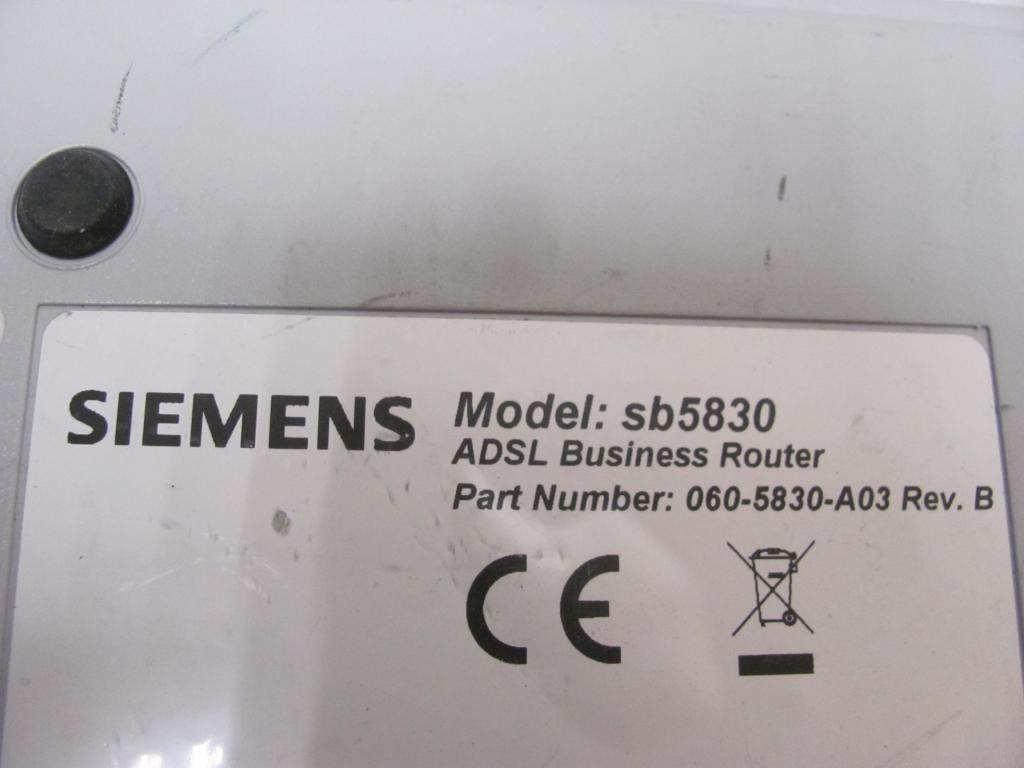 SIEMENS
Model: sb5830
ADSL Business Router
Part Number: 060-5830-A03 Rev. B
CE